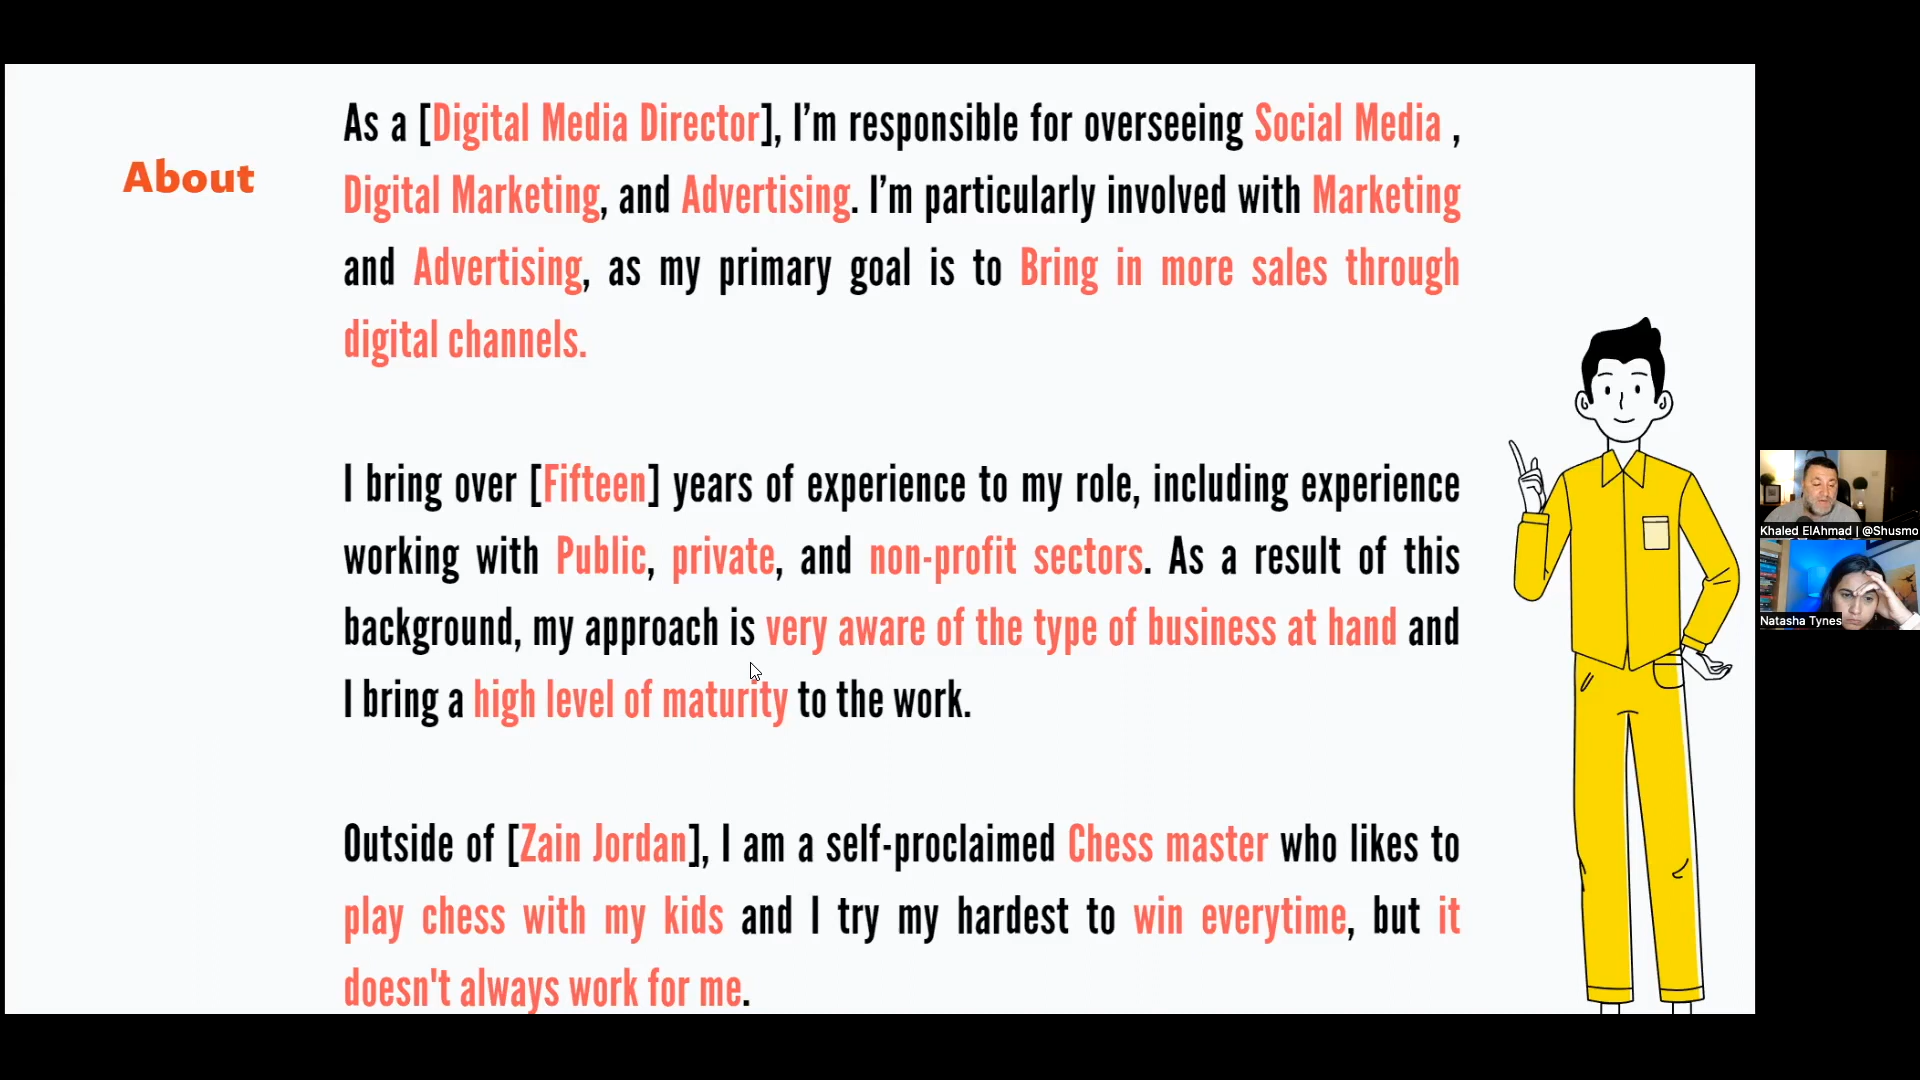 About
As a [Digital Media Director], I'm responsible for overseeing Social Media ,
Digital Marketing, and Advertising. I'm particularly involved with Marketing
and Advertising, as my primary goal is to Bring in more sales through
digital channels.
I bring over [Fifteen] years of experience to my role, including experience
working with Public, private, and non-profit sectors. As a result of this
background, my approach is very aware of the type of business at hand and
I bring a high level of maturity to the work.
Outside of [Zain Jordan], I am a self-proclaimed Chess master who likes to
play chess with my kids and I try my hardest to win everytime, but it
doesn't always work for me.
Khaled ElAhmad | @Shusmo
Natasha Tynes